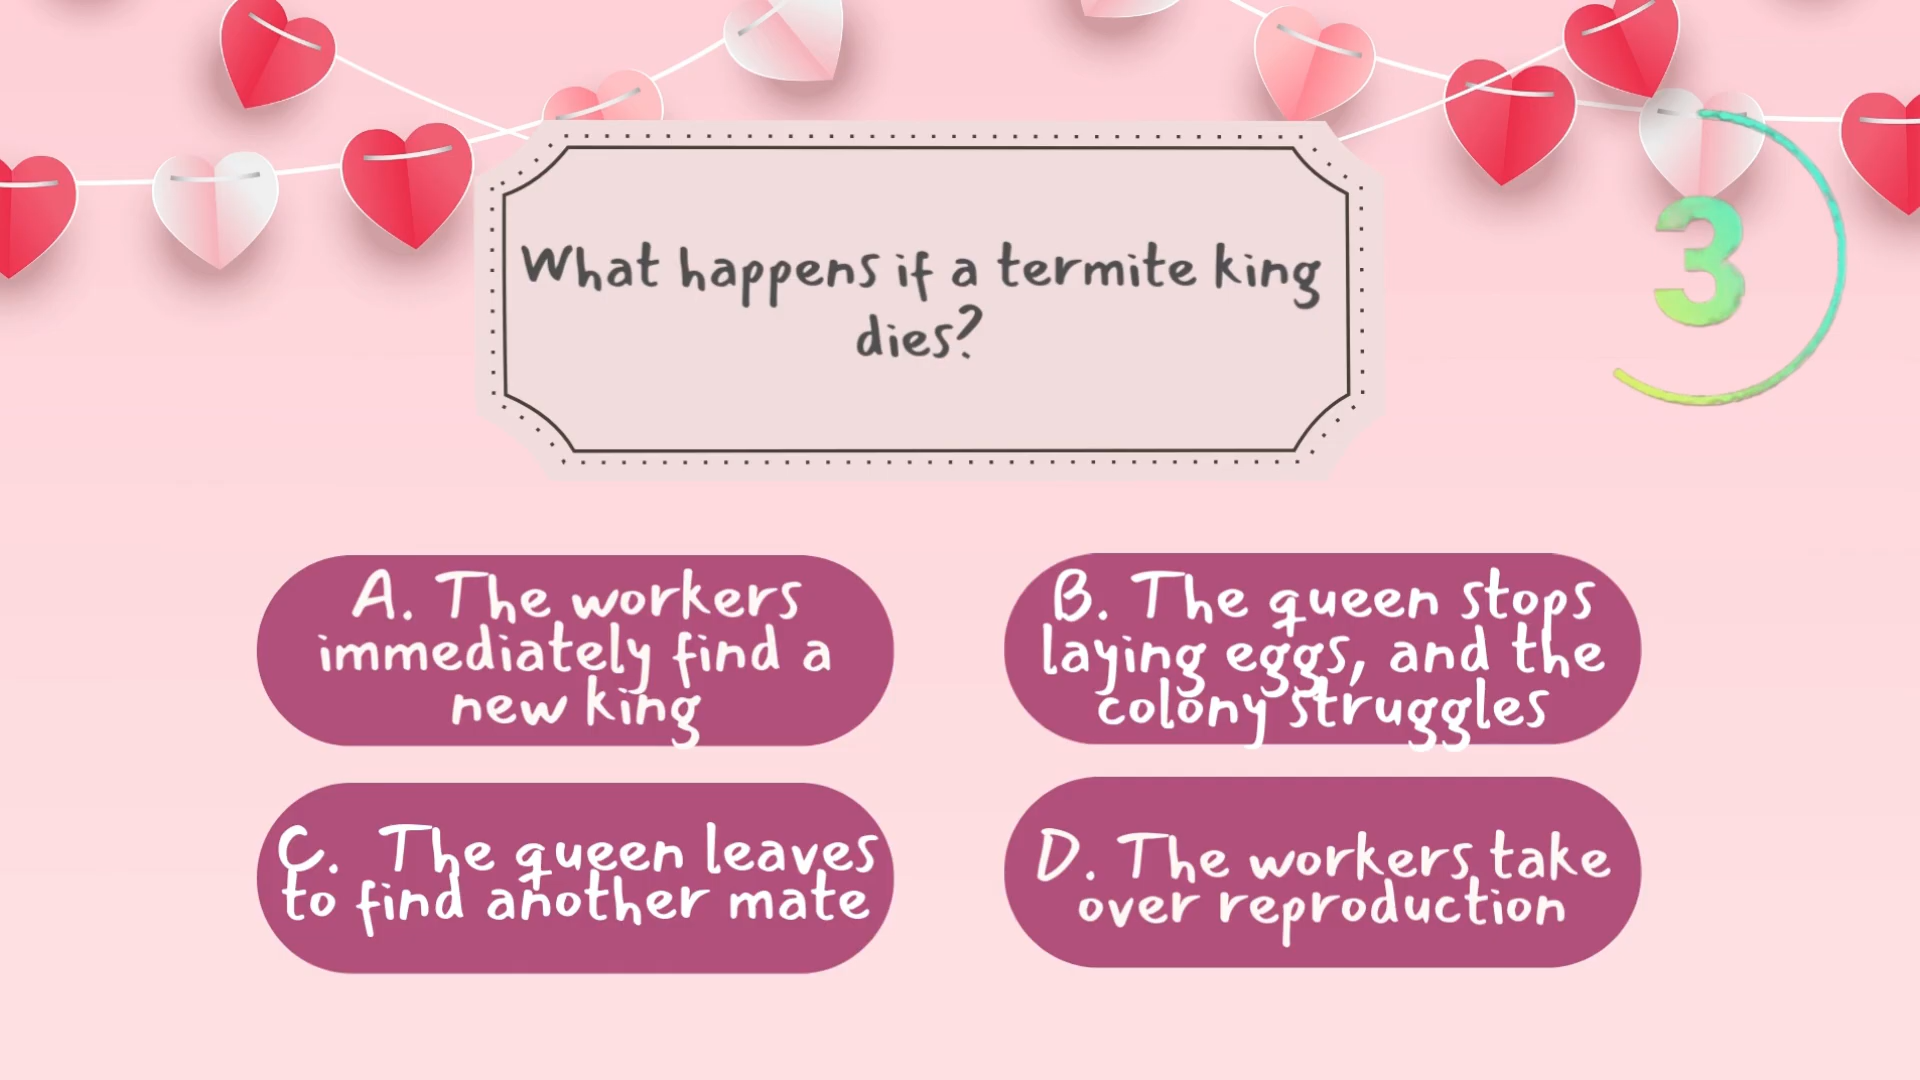 What happens if a termite king
dies?
3
A. The workers
immediately find a
new king
B. The queen stops
laying eggs, and the
colony struggles
C. The queen leaves
to find another mate
D. The workers take
over reproduction